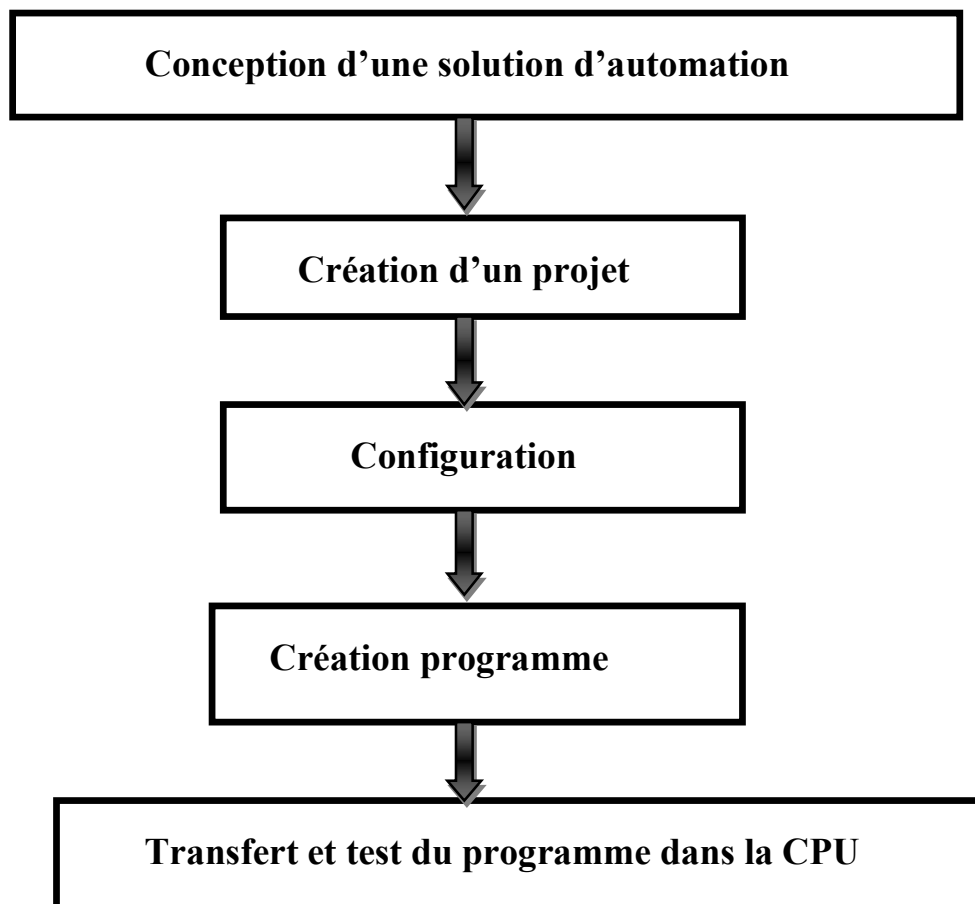 Conception d’une solution d’automation
Création d’un projet
Configuration
Création programme
Transfert et test du programme dans la CPU